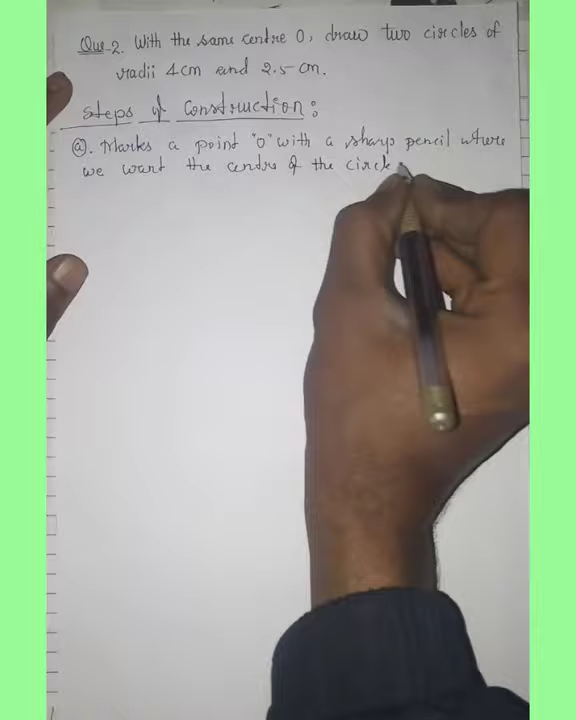 Que-2. With the same centre O, draw two circles of
radii 4cm and 2.5 cm.
Steps of Construction:
@. Marks a point "O" with a sharp pencil where
we want the centre of the circle